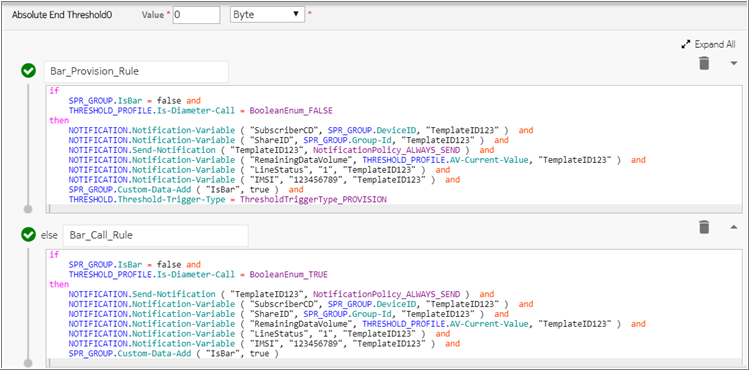 Absolute End Threshold0 Value * 0 Byte *
Expand All
Bar_Provision_Rule
if
SPR_GROUP.IsBar = false and
THRESHOLD_PROFILE.Is-Diameter-Call = BooleanEnum_FALSE
then
NOTIFICATION.Notification-Variable ( "SubscriberCD", SPR_GROUP.DeviceID, "TemplateID123" ) and
NOTIFICATION.Notification-Variable ( "ShareID", SPR_GROUP.Group-Id, "TemplateID123" ) and
NOTIFICATION.Send-Notification ( "TemplateID123", NotificationPolicy_ALWAYS_SEND ) and
NOTIFICATION.Notification-Variable ( "RemainingDataVolume", THRESHOLD_PROFILE.AV-Current-Value, "TemplateID123" ) and
NOTIFICATION.Notification-Variable ( "LineStatus", "1", "TemplateID123" ) and
NOTIFICATION.Notification-Variable ( "IMSI", "123456789", "TemplateID123" ) and
SPR_GROUP.Custom-Data-Add ( "IsBar", true ) and
THRESHOLD.Threshold-Trigger-Type = ThresholdTriggerType_PROVISION
else Bar_Call_Rule
if
SPR_GROUP.IsBar = false and
THRESHOLD_PROFILE.Is-Diameter-Call = BooleanEnum_TRUE
then
NOTIFICATION.Send-Notification ( "TemplateID123", NotificationPolicy_ALWAYS_SEND ) and
NOTIFICATION.Notification-Variable ( "SubscriberCD", SPR_GROUP.DeviceID, "TemplateID123" ) and
NOTIFICATION.Notification-Variable ( "ShareID", SPR_GROUP.Group-Id, "TemplateID123" ) and
NOTIFICATION.Notification-Variable ( "RemainingDataVolume", THRESHOLD_PROFILE.AV-Current-Value, "TemplateID123" ) and
NOTIFICATION.Notification-Variable ( "LineStatus", "1", "TemplateID123" ) and
NOTIFICATION.Notification-Variable ( "IMSI", "123456789", "TemplateID123" ) and
SPR_GROUP.Custom-Data-Add ( "IsBar", true )